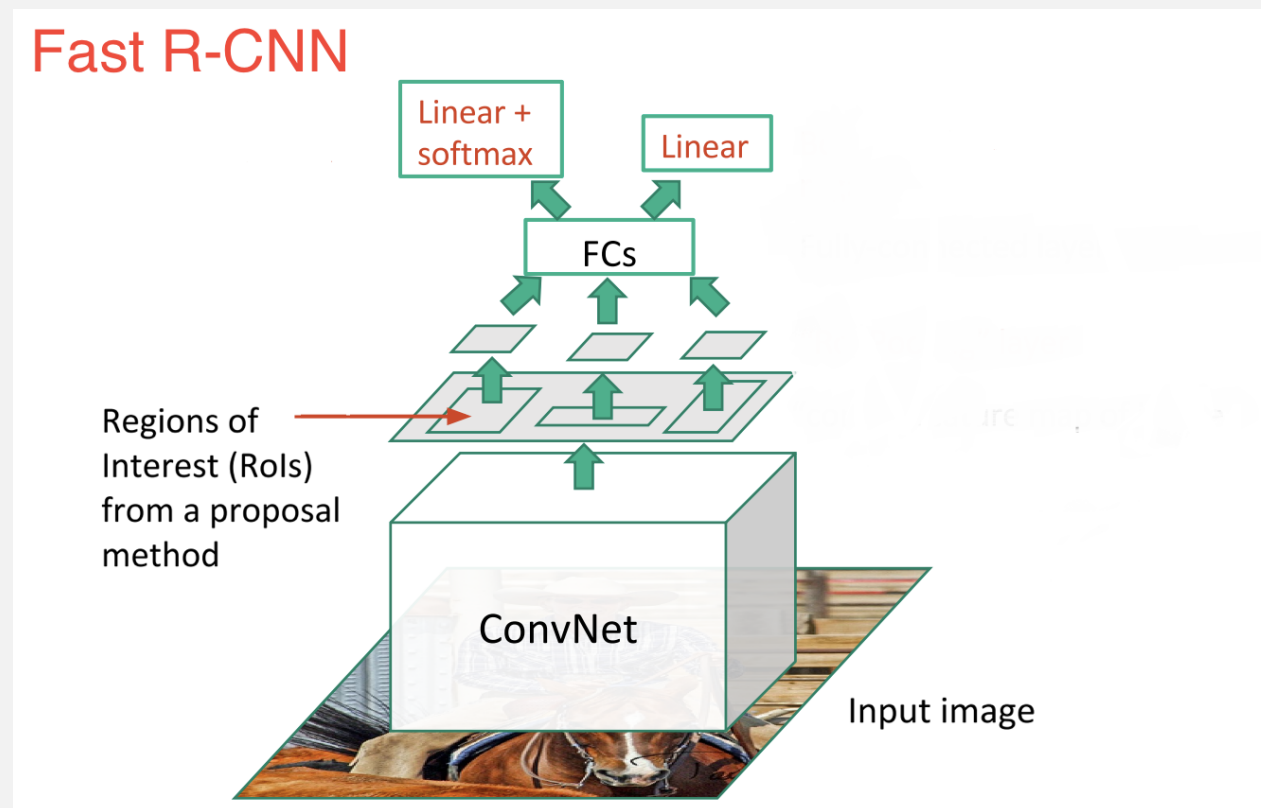 Fast R-CNN
Linear +
softmax
Linear
FCs
Regions of
Interest (RoIs)
from a proposal
method
ConvNet
Input image